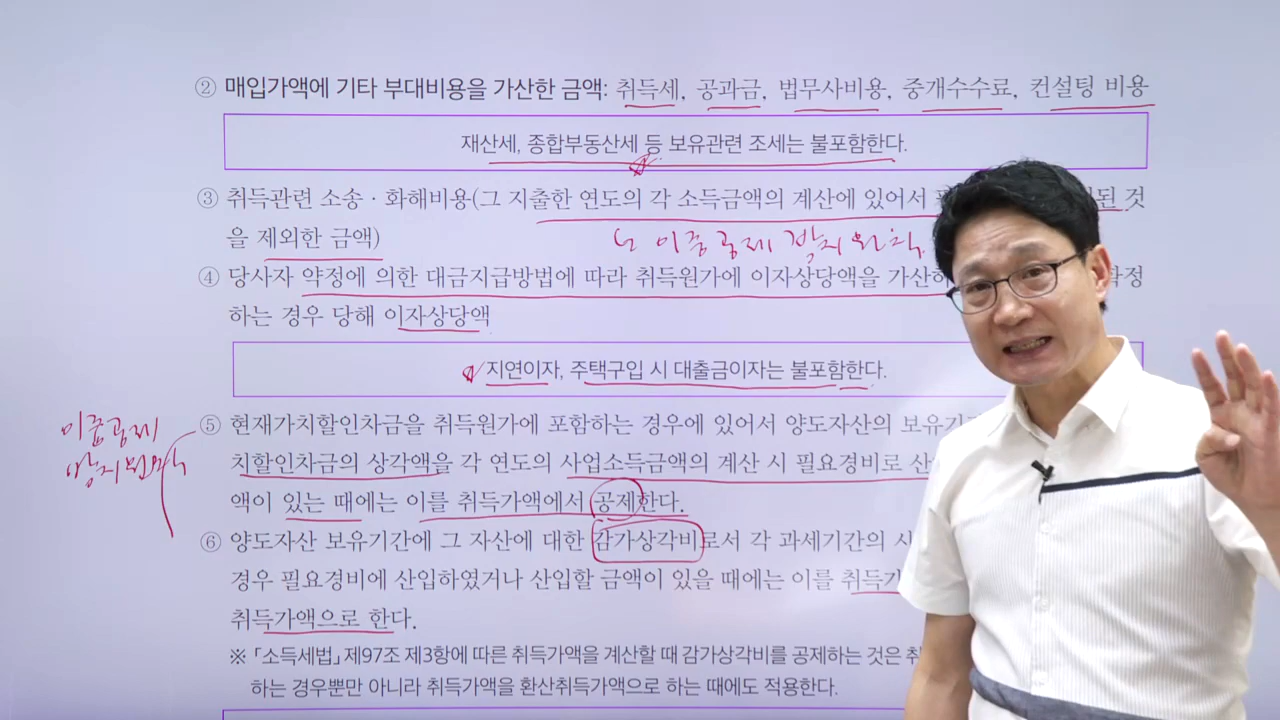 ② 매입가액에 기타 부대비용을 가산한 금액: 취득세, 공과금, 법무사비용, 중개수수료, 컨설팅 비용
재산세, 종합부동산세 등 보유관련 조세는 불포함한다.
③ 취득관련 소송·화해비용(그 지출한 연도의 각 소득금액의 계산에 있어서 된 것
을 제외한 금액)
이중공제 방지 위해
④ 당사자 약정에 의한 대금지급방법에 따라 취득원가에 이자상당액을 가산하 확정
하는 경우 당해 이자상당액
지연이자, 주택구입 시 대출금이자는 불포함한다.
이중공제
⑤ 현재가치할인차금을 취득원가에 포함하는 경우에 있어서 양도자산의 보유기
치할인차금의 상각액을 각 연도의 사업소득금액의 계산 시 필요경비로 산
액이 있는 때에는 이를 취득가액에서 공제한다.
⑥ 양도자산 보유기간에 그 자산에 대한 감가상각비로서 각 과세기간의 사
경우 필요경비에 산입하였거나 산입할 금액이 있을 때에는 이를 취득가
취득가액으로 한다.
※ 「소득세법」 제97조 제3항에 따른 취득가액을 계산할 때 감가상각비를 공제하는 것은 취
하는 경우뿐만 아니라 취득가액을 환산취득가액으로 하는 때에도 적용한다.